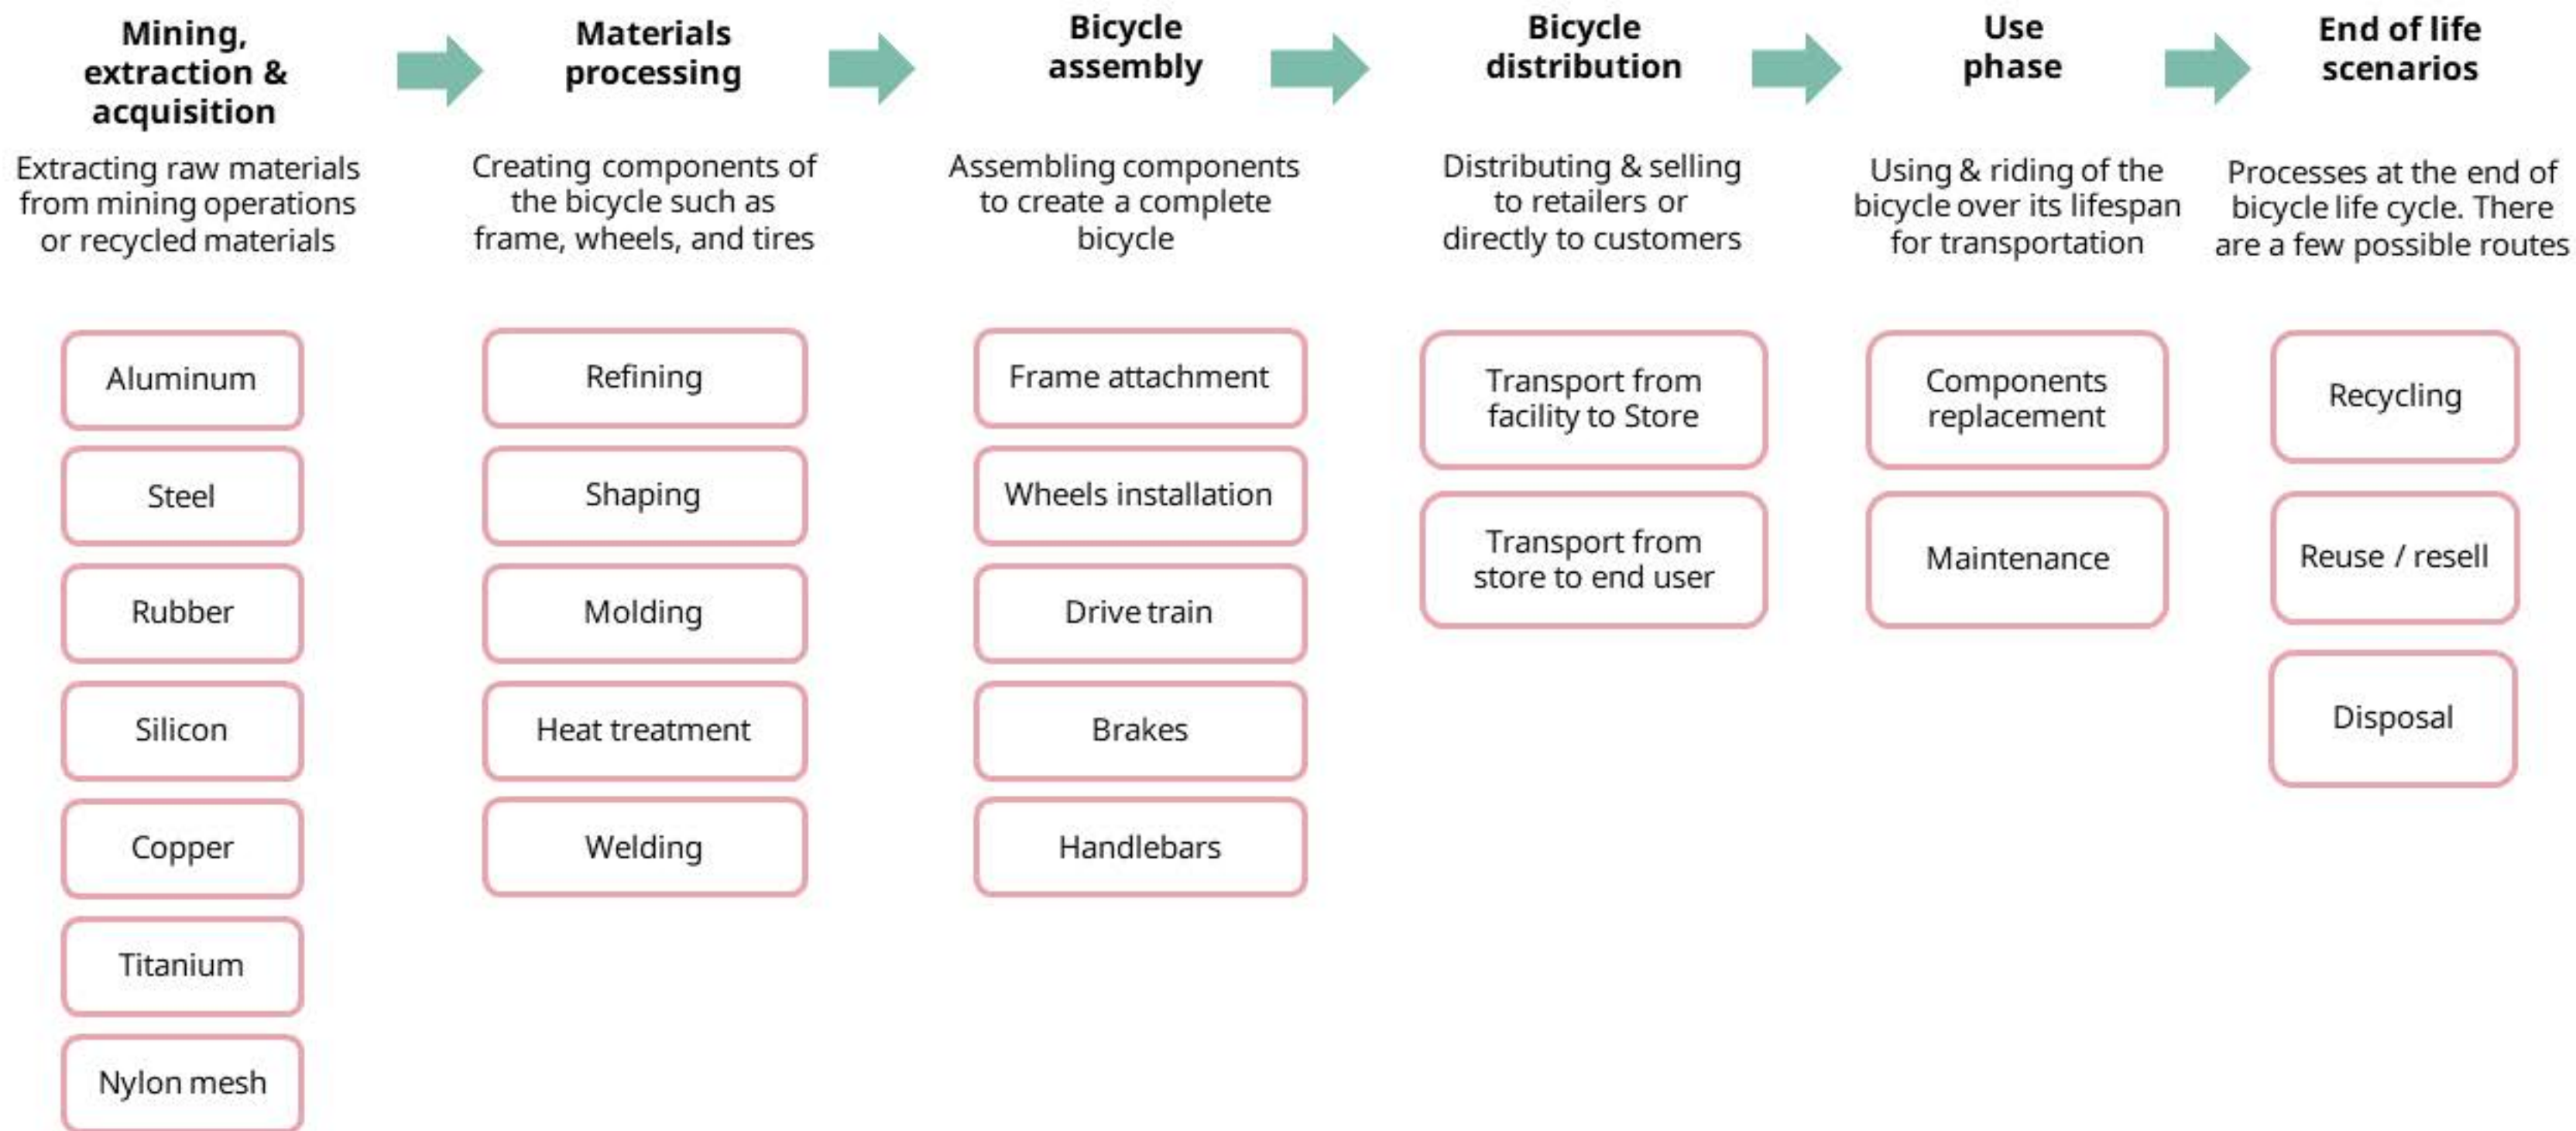 Mining,
extraction &
acquisition
Extracting raw materials
from mining operations
or recycled materials
Aluminum
Steel
Rubber
Silicon
Copper
Titanium
Nylon mesh
Materials
processing
Creating components of
the bicycle such as
frame, wheels, and tires
Refining
Shaping
Molding
Heat treatment
Welding
Bicycle
assembly
Assembling components
to create a complete
bicycle
Frame attachment
Wheels installation
Drive train
Brakes
Handlebars
Bicycle
distribution
Distributing & selling
to retailers or
directly to customers
Transport from
facility to Store
Transport from
store to end user
Use
phase
Using & riding of the
bicycle over its lifespan
for transportation
Components
replacement
Maintenance
End of life
scenarios
Processes at the end of
bicycle life cycle. There
are a few possible routes
Recycling
Reuse / resell
Disposal